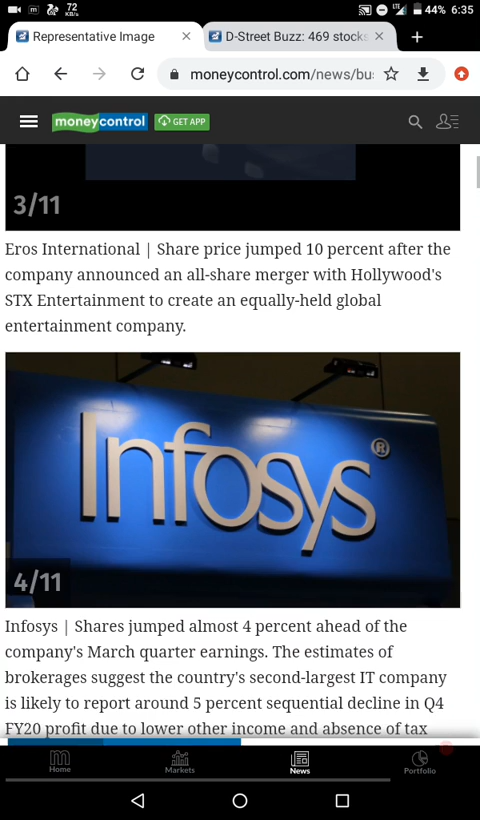 72
KB/s
LTE
44% 6:35
Representative Image
D-Street Buzz: 469 stocks
moneycontrol.com/news/bu
moneycontrol
GET APP
3/11
Eros International | Share price jumped 10 percent after the
company announced an all-share merger with Hollywood's
STX Entertainment to create an equally-held global
entertainment company.
Infosys®
4/11
Infosys | Shares jumped almost 4 percent ahead of the
company's March quarter earnings. The estimates of
brokerages suggest the country's second-largest IT company
is likely to report around 5 percent sequential decline in Q4
FY20 profit due to lower other income and absence of tax
Home
Markets
News
Portfolio